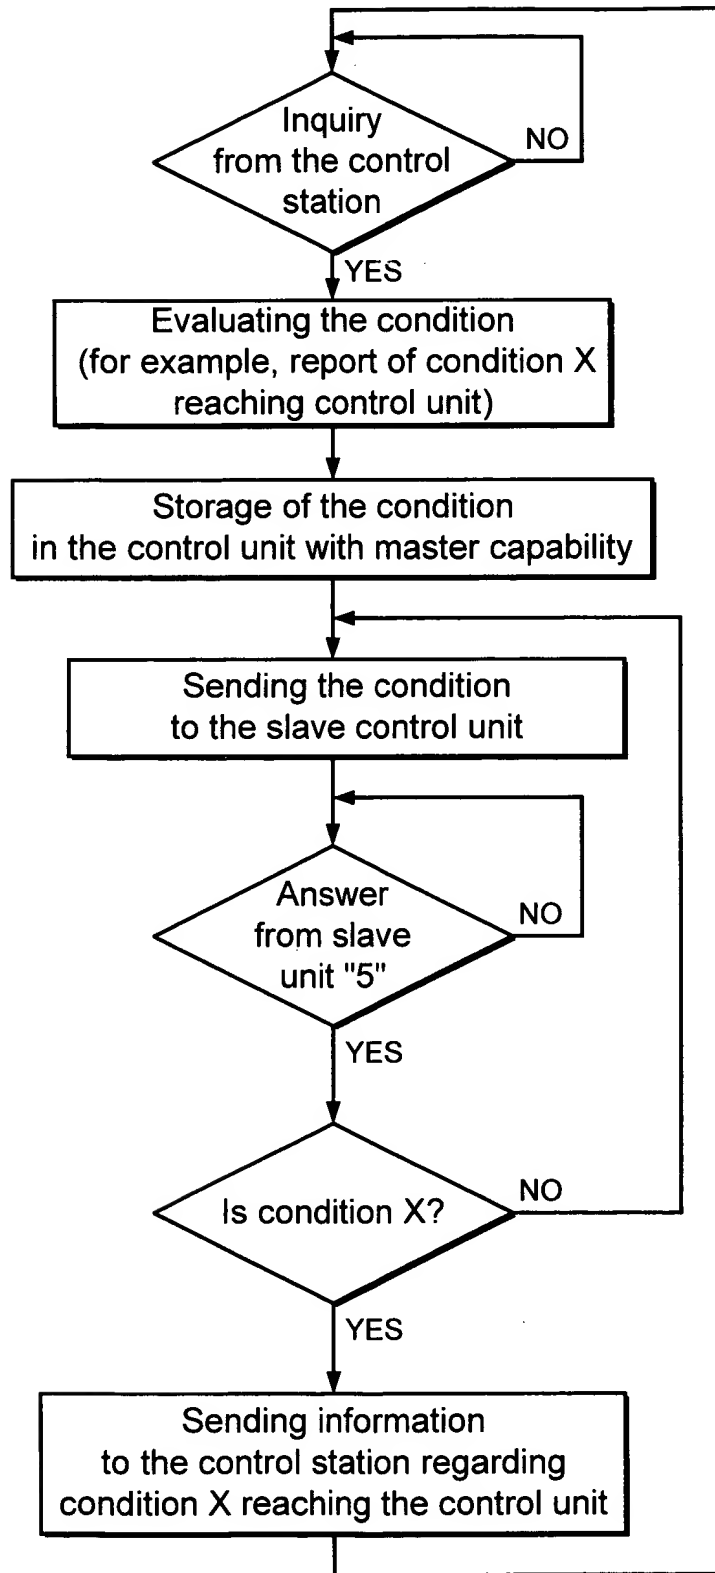 Inquiry
from the control
station
NO
YES
Evaluating the condition
(for example, report of condition X
reaching control unit)
Storage of the condition
in the control unit with master capability
Sending the condition
to the slave control unit
Answer
from slave
unit "5"
NO
YES
Is condition X?
NO
YES
Sending information
to the control station regarding
condition X reaching the control unit